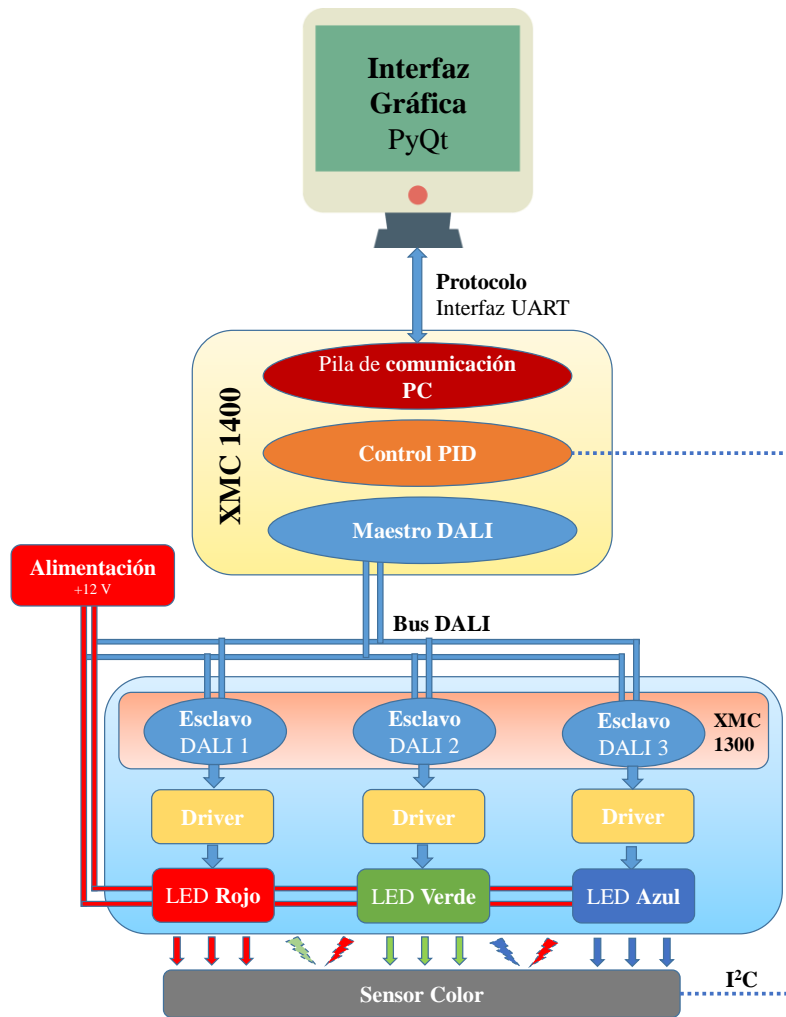 Interfaz
Gráfica
PyQt
Protocolo
Interfaz UART
XMC 1400
Pila de comunicación
PC
Control PID
Maestro DALI
Alimentación
+12 V
Bus DALI
Esclavo
DALI 1
Esclavo
DALI 2
Esclavo
DALI 3
XMC
1300
Driver
Driver
Driver
LED Rojo
LED Verde
LED Azul
I²C
Sensor Color